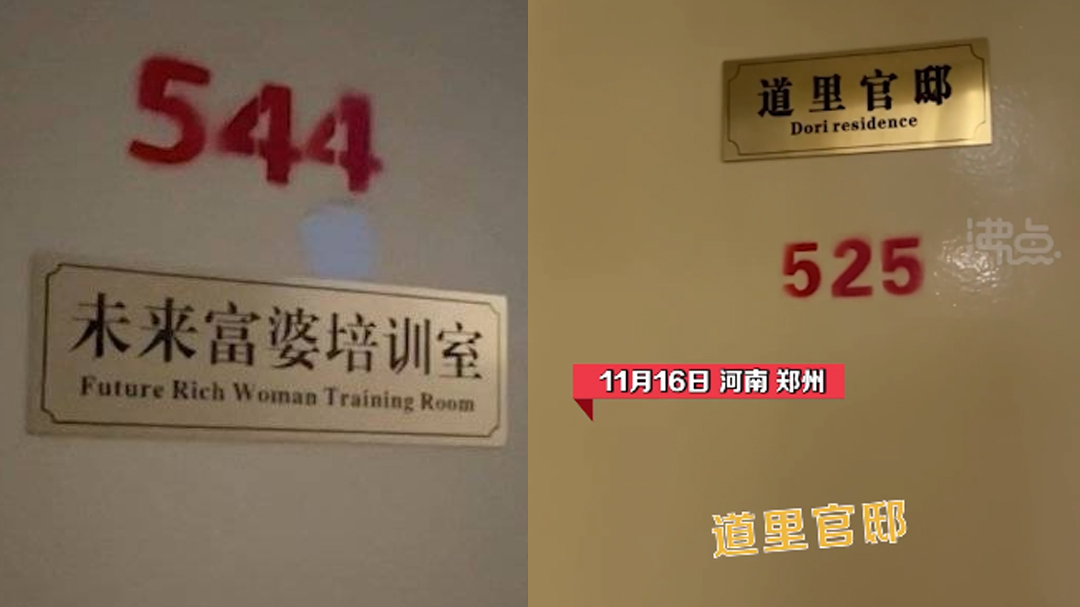 544
未来富婆培训室
Future Rich Woman Training Room
道里官邸
Dori residence
525
沸点
11月16日 河南 郑州
道里官邸